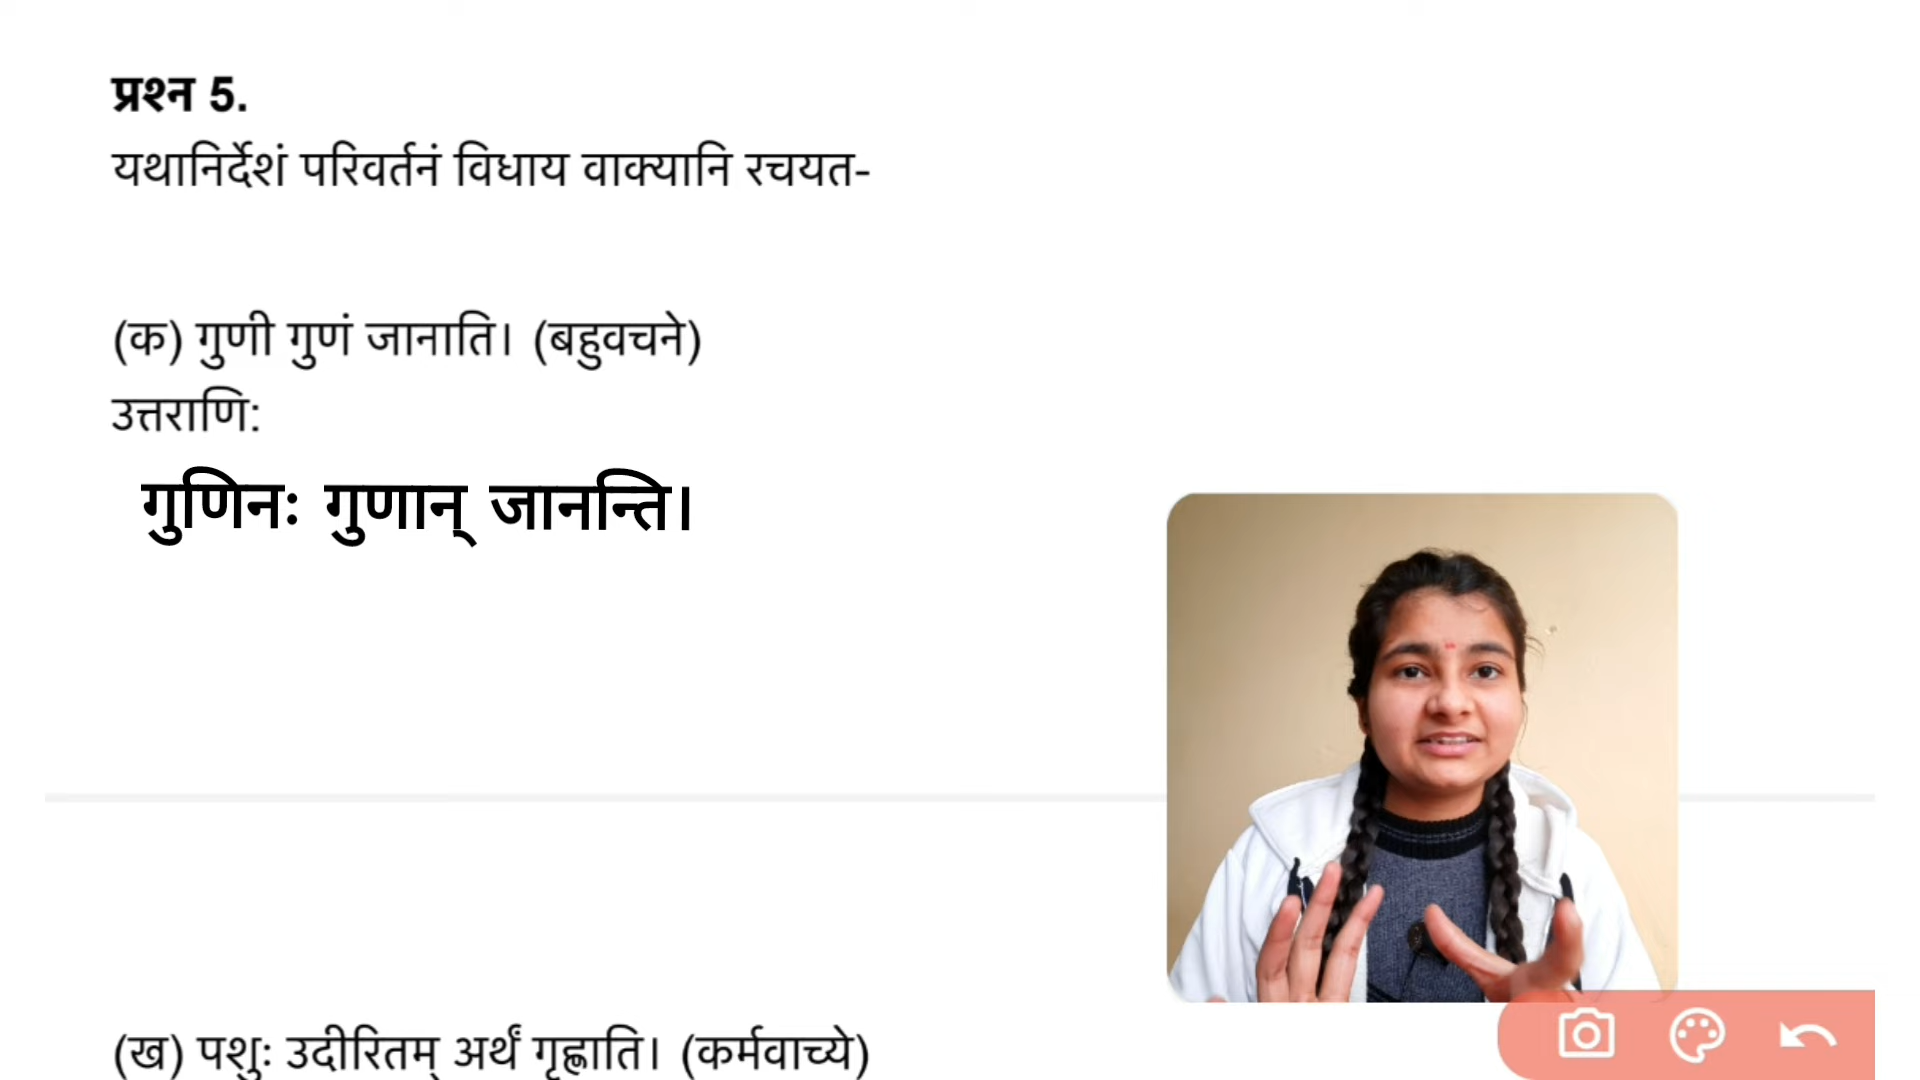 प्रश्न 5.
यथानिर्देशं परिवर्तनं विधाय वाक्यानि रचयत-
(क) गुणी गुणं जानाति। (बहुवचने)
उत्तराणि:
गुणिनः गुणान् जानन्ति।
(ख) पशुः उदीरितम् अर्थं गृह्णाति। (कर्मवाच्ये)